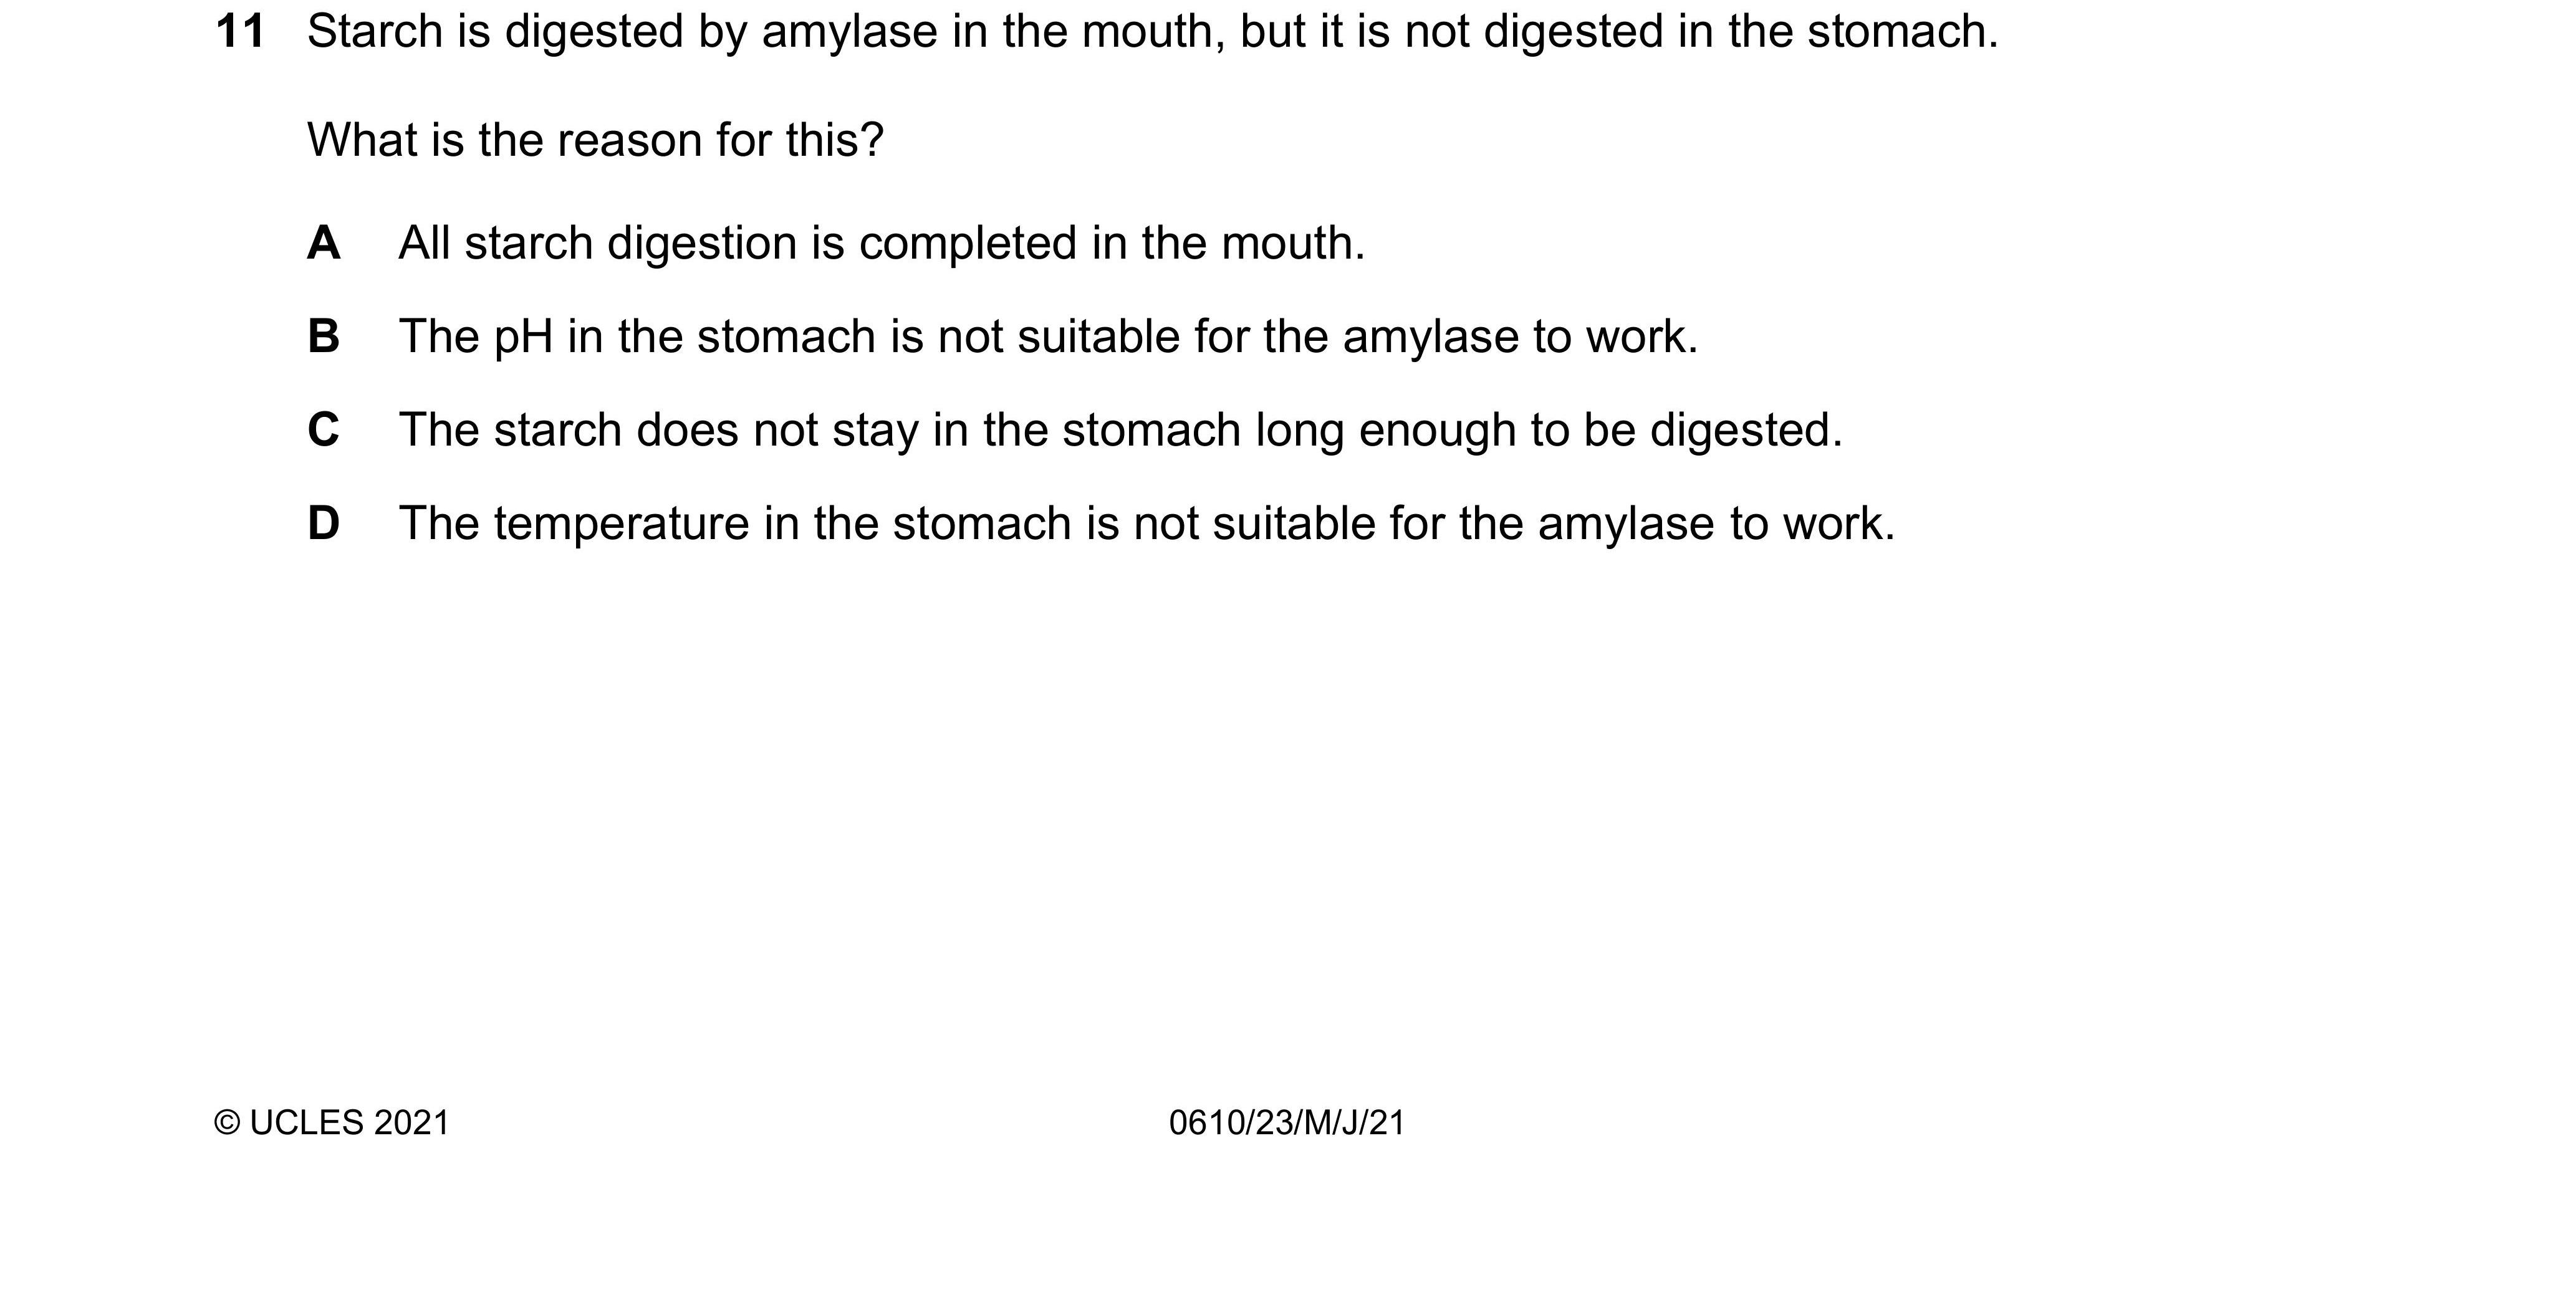 11 Starch is digested by amylase in the mouth, but it is not digested in the stomach.
What is the reason for this?
A All starch digestion is completed in the mouth.
B The pH in the stomach is not suitable for the amylase to work.
C The starch does not stay in the stomach long enough to be digested.
D The temperature in the stomach is not suitable for the amylase to work.
© UCLES 2021 0610/23/M/J/21